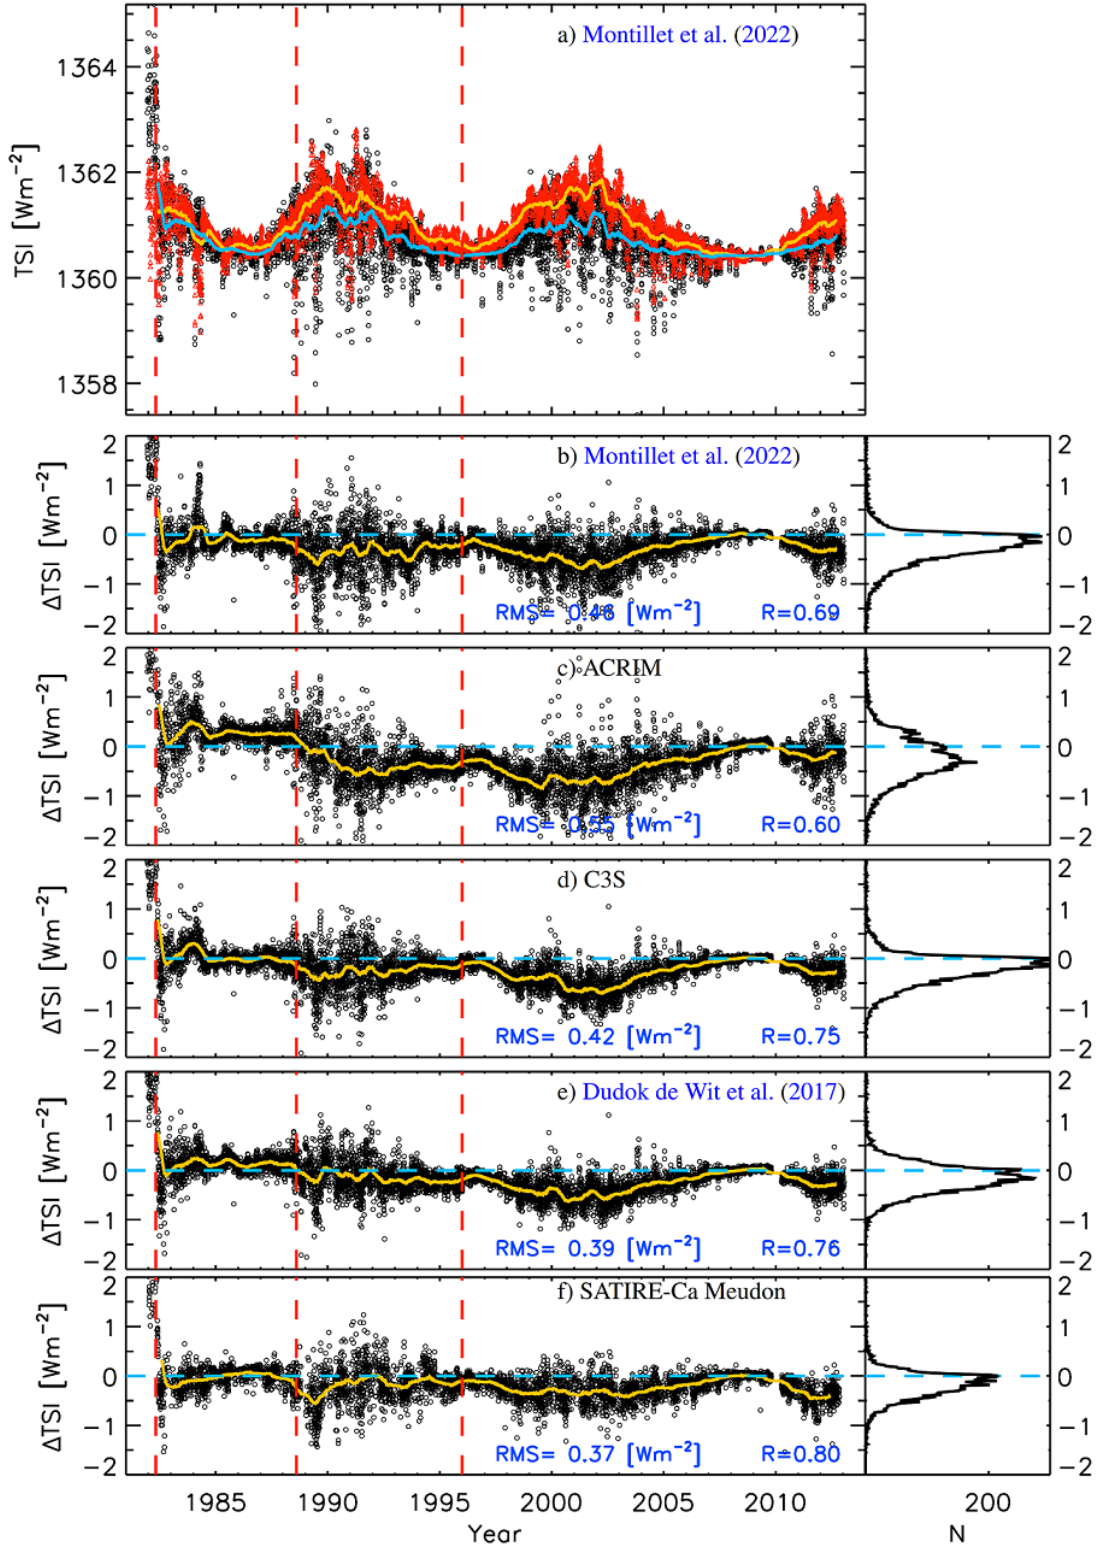 a) Montillet et al. (2022)
1364
1362
1360
1358
TSI [Wm−2]
b) Montillet et al. (2022)
2
1
0
−1
−2
ΔTSI [Wm−2]
RMS= 0.46 [Wm−2] R=0.69
2
1
0
−1
−2
c) ACRIM
2
1
0
−1
−2
ΔTSI [Wm−2]
RMS= 0.55 [Wm−2] R=0.60
2
1
0
−1
−2
d) C3S
2
1
0
−1
−2
ΔTSI [Wm−2]
RMS= 0.42 [Wm−2] R=0.75
2
1
0
−1
−2
e) Dudok de Wit et al. (2017)
2
1
0
−1
−2
ΔTSI [Wm−2]
RMS= 0.39 [Wm−2] R=0.76
2
1
0
−1
−2
f) SATIRE-Ca Meudon
2
1
0
−1
−2
ΔTSI [Wm−2]
RMS= 0.37 [Wm−2] R=0.80
2
1
0
−1
−2
1985 1990 1995 2000 2005 2010 200
Year N